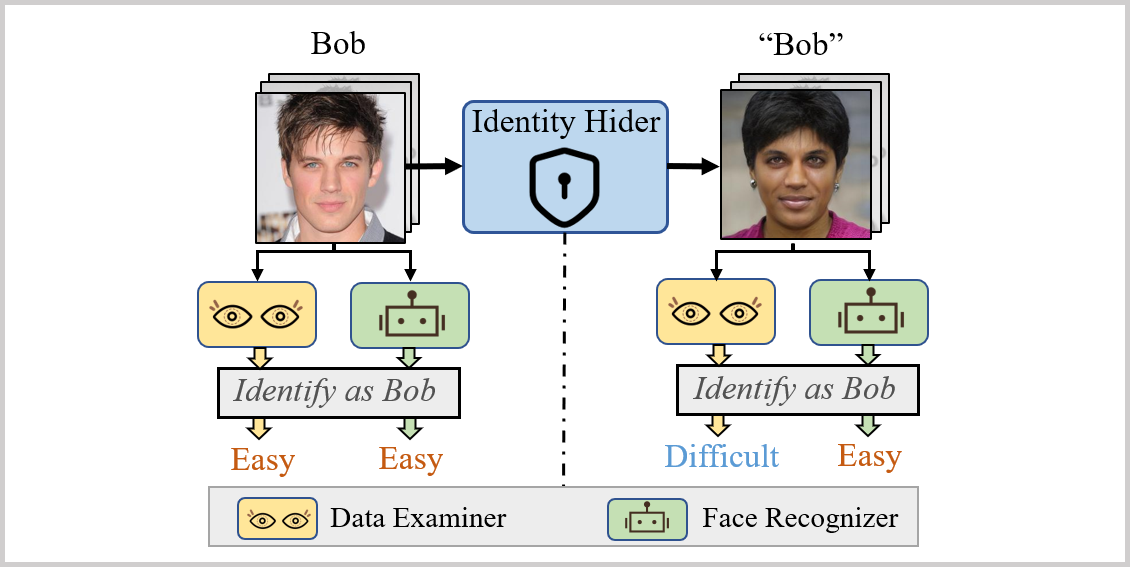 Bob
“Bob”
Identity Hider
Identify as Bob
Identify as Bob
Easy
Easy
Difficult
Easy
Data Examiner
Face Recognizer